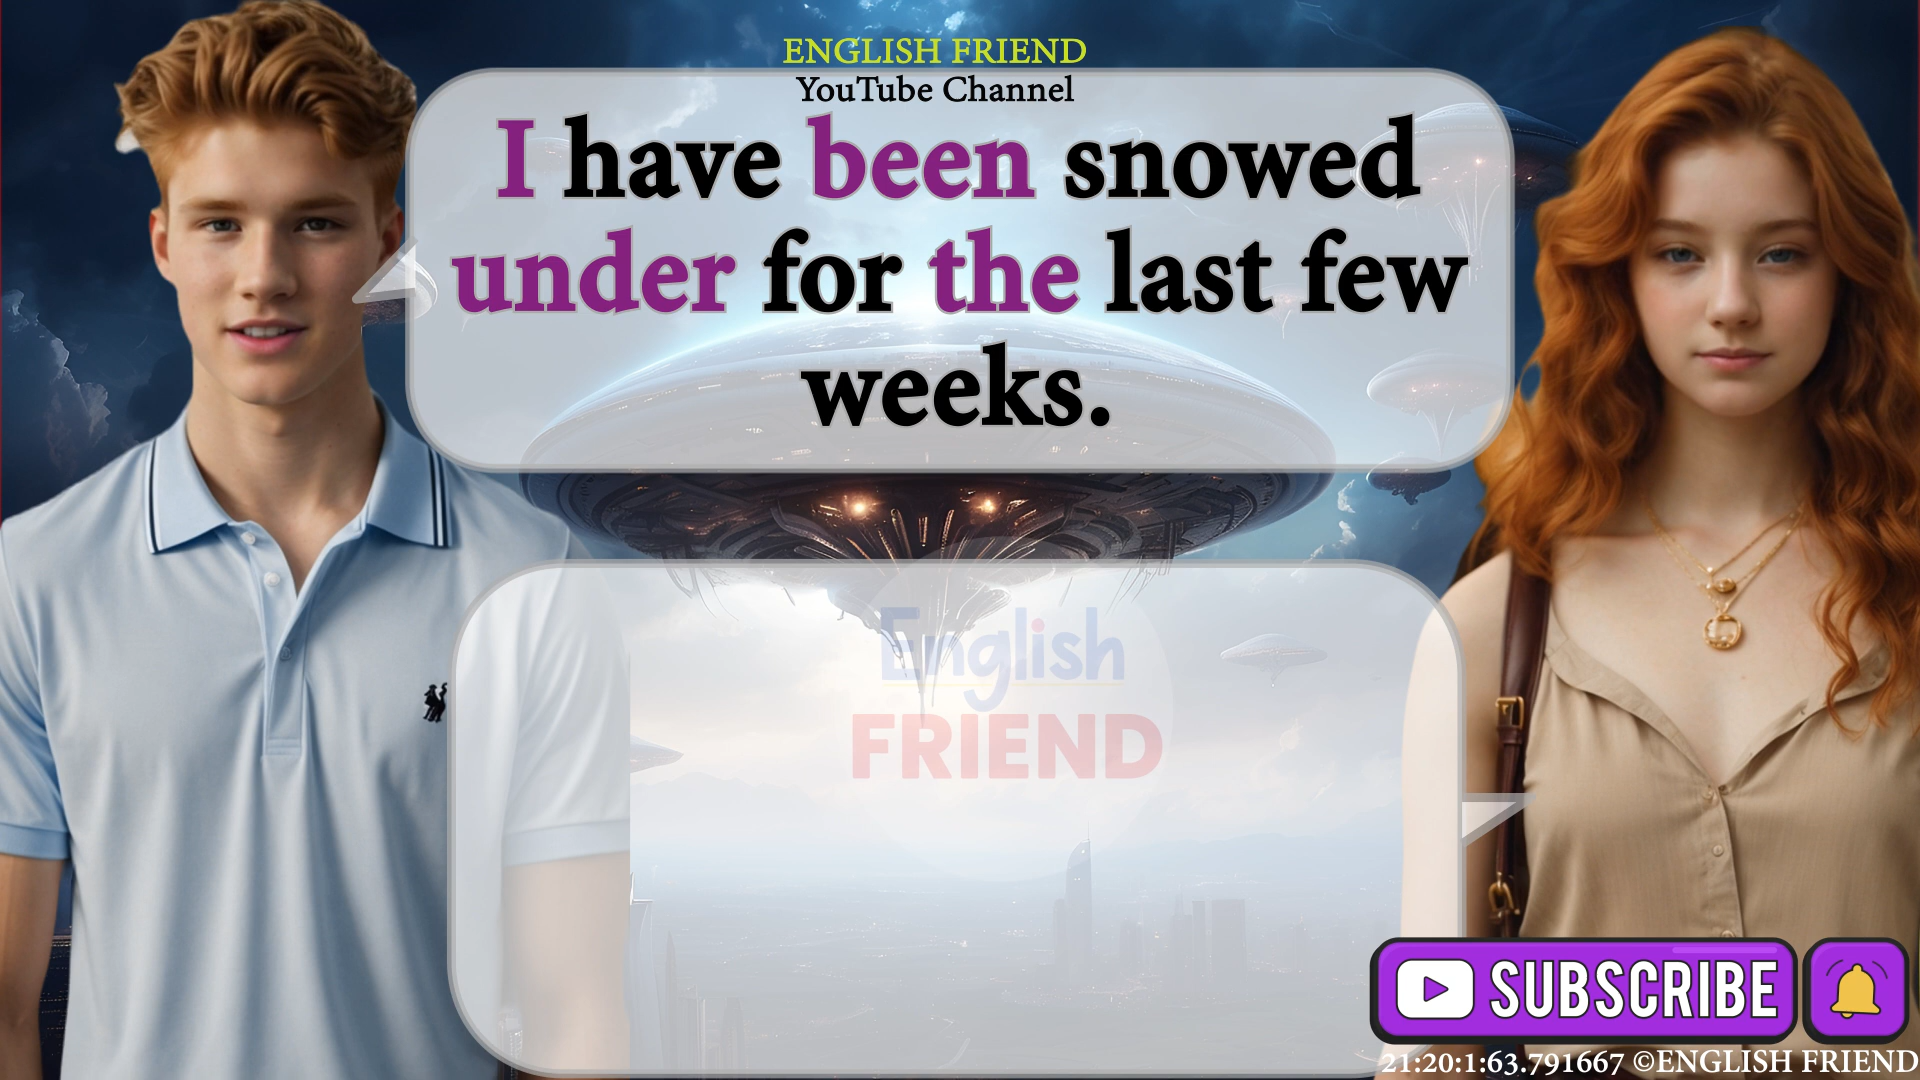 ENGLISH FRIEND
YouTube Channel
I have been snowed
under for the last few
weeks.
English
FRIEND
SUBSCRIBE
21:20:1:63.791667 ©ENGLISH FRIEND